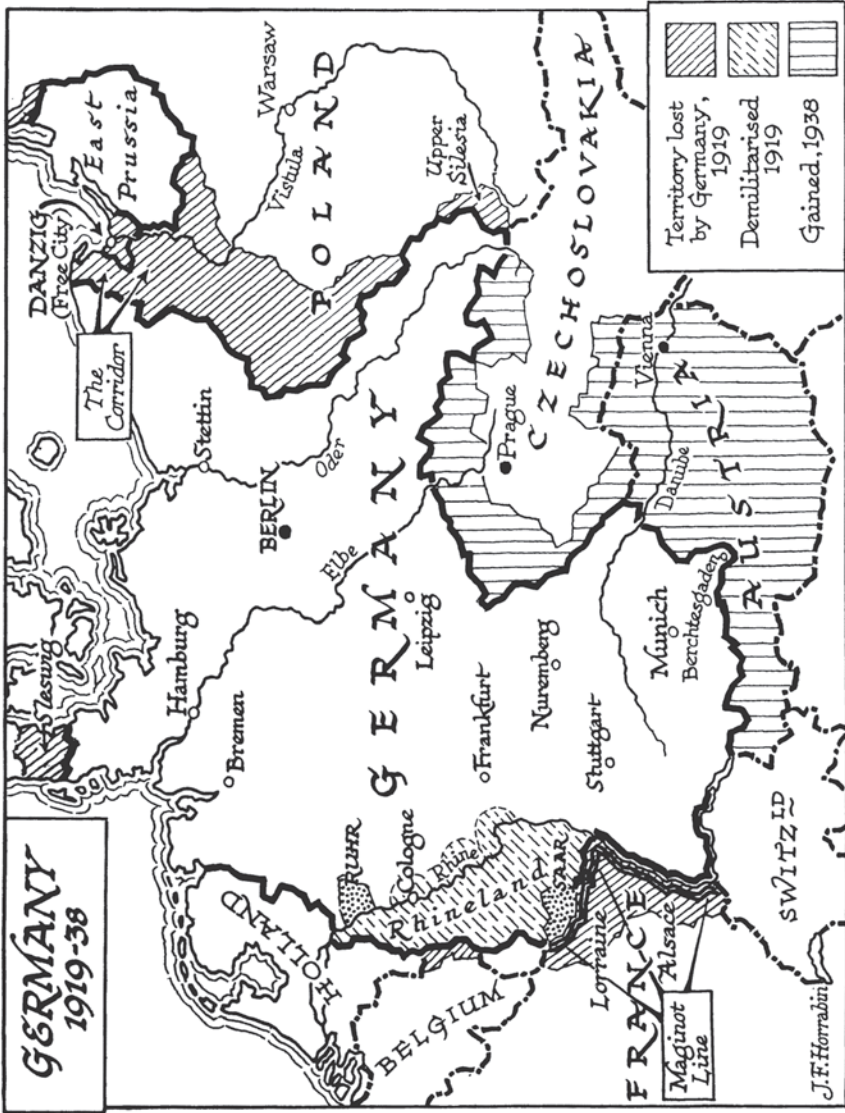 GERMANY
1919-38
Sleswig
DANZIG
(Free City)
East
Prussia
The
Corridor
Hamburg
Bremen
Stettin
BERLIN
Oder
Elbe
Vistula
Warsaw
POLAND
Upper
Silesia
HOLLAND
BELGIUM
RUHR
Cologne
Rhine
Rhineland
SAAR
GERMANY
Leipzig
Frankfurt
Nuremberg
Stuttgart
Munich
Berchtesgaden
Prague
CZECHOSLOVAKIA
Vienna
Danube
AUSTRIA
FRANCE
Lorraine
Alsace
Maginot
Line
SWITZLD
J.F. Horrabin
Territory lost
by Germany,
1919
Demilitarised
1919
Gained, 1938